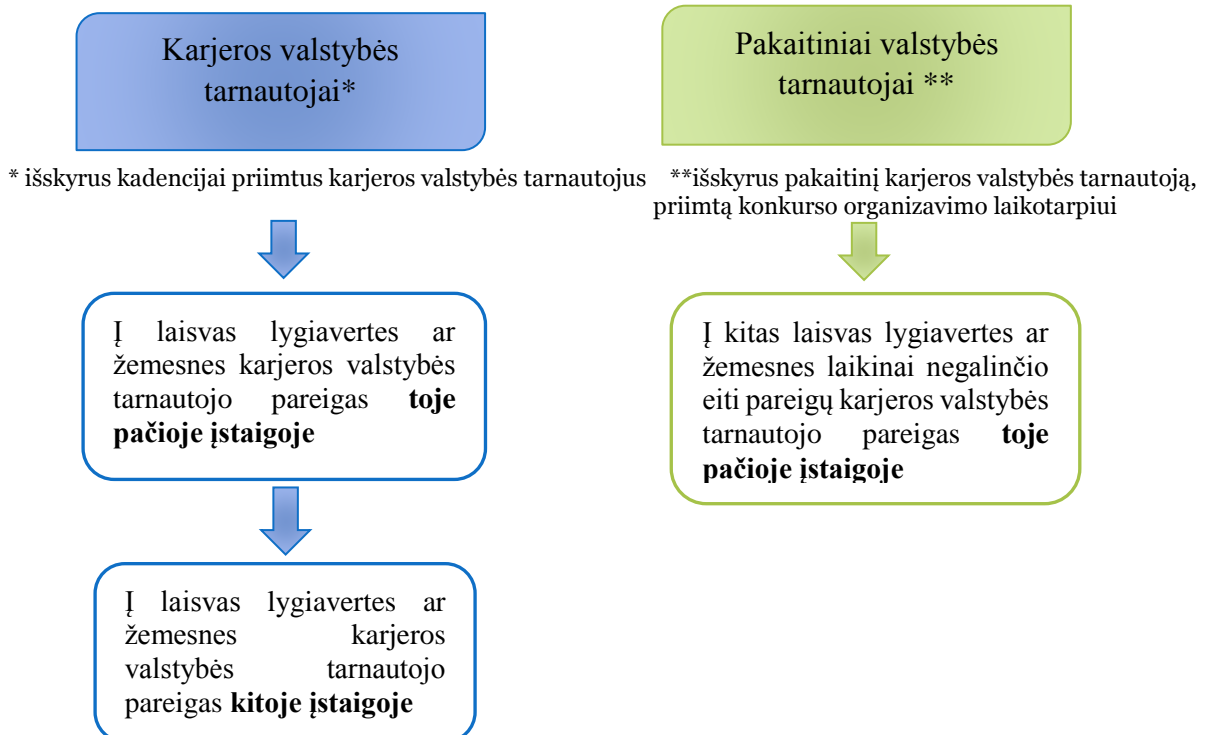 Karjeros valstybės
tarnautojai*
Pakaitiniai valstybės
tarnautojai **
* išskyrus kadencijai priimtus karjeros valstybės tarnautojus
**išskyrus pakaitinį karjeros valstybės tarnautoją,
priimtą konkurso organizavimo laikotarpiui
Į laisvas lygiavertes ar
žemesnes karjeros valstybės
tarnautojo pareigas toje
pačioje įstaigoje
Į kitas laisvas lygiavertes ar
žemesnes laikinai negalinčio
eiti pareigų karjeros valstybės
tarnautojo pareigas toje
pačioje įstaigoje
Į laisvas lygiavertes ar
žemesnes karjeros
valstybės tarnautojo
pareigas kitoje įstaigoje